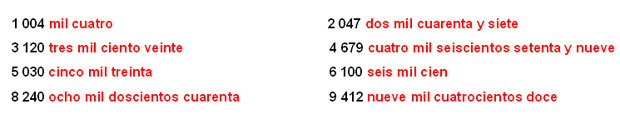 1 004 mil cuatro
2 047 dos mil cuarenta y siete
3 120 tres mil ciento veinte
4 679 cuatro mil seiscientos setenta y nueve
5 030 cinco mil treinta
6 100 seis mil cien
8 240 ocho mil doscientos cuarenta
9 412 nueve mil cuatrocientos doce